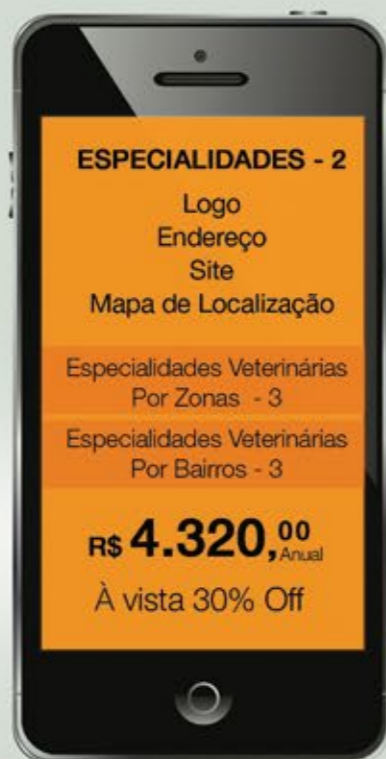 ESPECIALIDADES - 2
Logo
Endereço
Site
Mapa de Localização
Especialidades Veterinárias
Por Zonas - 3
Especialidades Veterinárias
Por Bairros - 3
R$ 4.320,00 Anual
À vista 30% Off